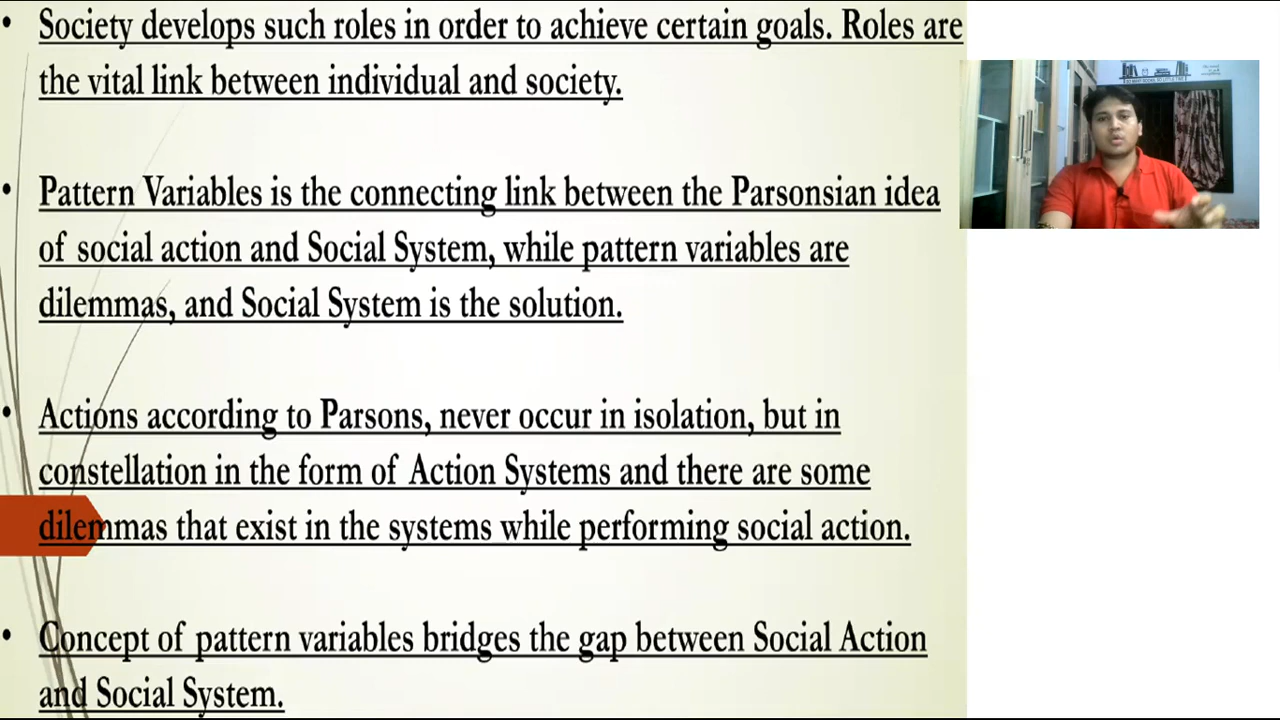 • Society develops such roles in order to achieve certain goals. Roles are
the vital link between individual and society.
• Pattern Variables is the connecting link between the Parsonsian idea
of social action and Social System, while pattern variables are
dilemmas, and Social System is the solution.
• Actions according to Parsons, never occur in isolation, but in
constellation in the form of Action Systems and there are some
dilemmas that exist in the systems while performing social action.
• Concept of pattern variables bridges the gap between Social Action
and Social System.